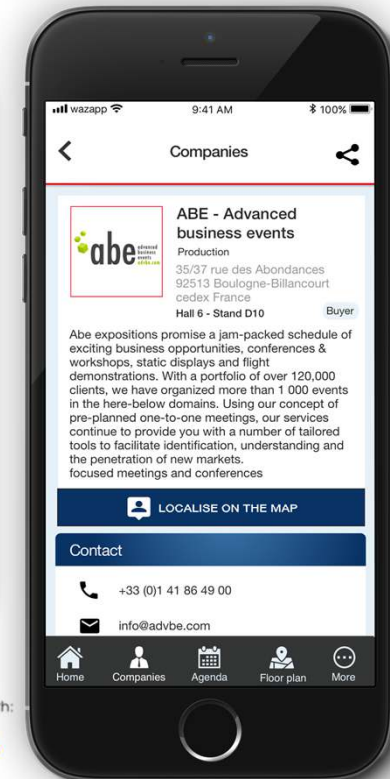 wazapp 9:41 AM 100%
Companies
abe advanced business events advbe.com
ABE - Advanced
business events
Production
35/37 rue des Abondances
92513 Boulogne-Billancourt
cedex France
Hall 6 - Stand D10
Buyer
Abe expositions promise a jam-packed schedule of
exciting business opportunities, conferences &
workshops, static displays and flight
demonstrations. With a portfolio of over 120,000
clients, we have organized more than 1 000 events
in the here-below domains. Using our concept of
pre-planned one-to-one meetings, our services
continue to provide you with a number of tailored
tools to facilitate identification, understanding and
the penetration of new markets.
focused meetings and conferences
LOCALISE ON THE MAP
Contact
+33 (0)1 41 86 49 00
info@advbe.com
Home Companies Agenda Floor plan More